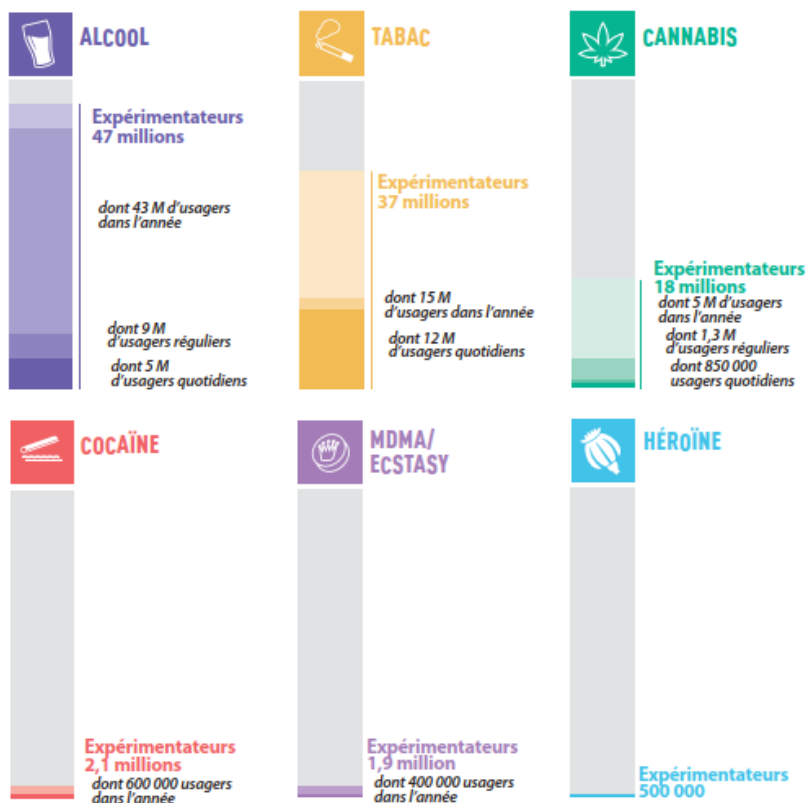 ALCOOL
Expérimentateurs
47 millions
dont 43 M d'usagers
dans l'année
dont 9 M
d'usagers réguliers
dont 5 M
d'usagers quotidiens
TABAC
Expérimentateurs
37 millions
dont 15 M
d'usagers dans l'année
dont 12 M
d'usagers quotidiens
CANNABIS
Expérimentateurs
18 millions
dont 5 M d'usagers
dans l'année
dont 1,3 M
d'usagers réguliers
dont 850 000
usagers quotidiens
COCAÏNE
Expérimentateurs
2,1 millions
dont 600 000 usagers
dans l'année
MDMA/
ECSTASY
Expérimentateurs
1,9 million
dont 400 000 usagers
dans l'année
HÉROÏNE
Expérimentateurs
500 000